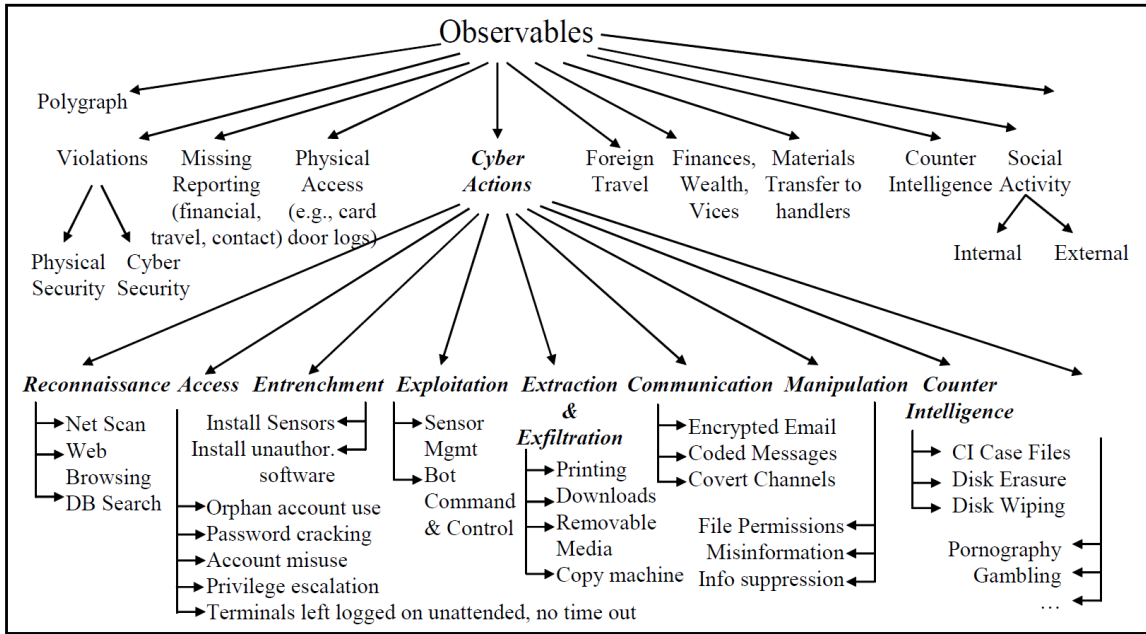 Observables
Polygraph
Violations
Missing
Reporting
(financial,
travel, contact)
Physical
Access
(e.g., card
door logs)
Cyber
Actions
Foreign
Travel
Finances,
Wealth,
Vices
Materials
Transfer to
handlers
Counter
Intelligence
Social
Activity
Physical
Security
Cyber
Security
Internal
External
Reconnaissance
Net Scan
Web
Browsing
DB Search
Access
Orphan account use
Password cracking
Account misuse
Privilege escalation
Terminals left logged on unattended, no time out
Entrenchment
Install Sensors
Install unauthor.
software
Exploitation
Sensor
Mgmt
Bot
Command
& Control
Extraction
&
Exfiltration
Printing
Downloads
Removable
Media
Copy machine
Communication
Encrypted Email
Coded Messages
Covert Channels
Manipulation
File Permissions
Misinformation
Info suppression
Counter
Intelligence
CI Case Files
Disk Erasure
Disk Wiping
Pornography
Gambling
…